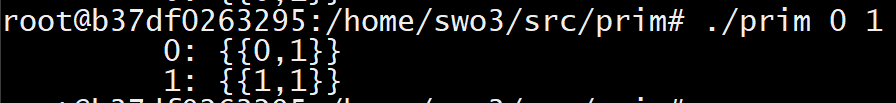 root@b37df0263295:/home/swo3/src/prim# ./prim 0 1
0: {{0,1}}
1: {{1,1}}